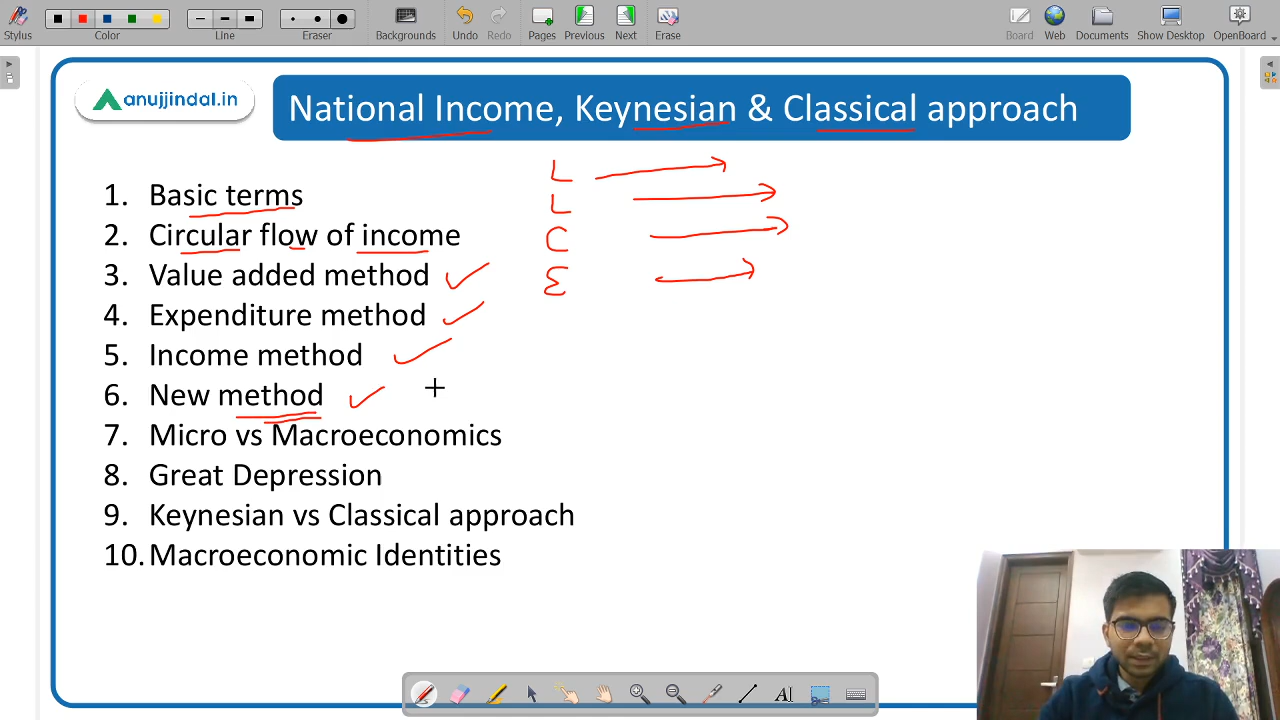 Stylus
Color
Line
Eraser
Backgrounds
Undo
Redo
Pages
Previous
Next
Erase
Board
Web
Documents
Show Desktop
OpenBoard
anujjindal.in
National Income, Keynesian & Classical approach
1. Basic terms
2. Circular flow of income
3. Value added method
4. Expenditure method
5. Income method
6. New method
7. Micro vs Macroeconomics
8. Great Depression
9. Keynesian vs Classical approach
10. Macroeconomic Identities
L
L
C
E